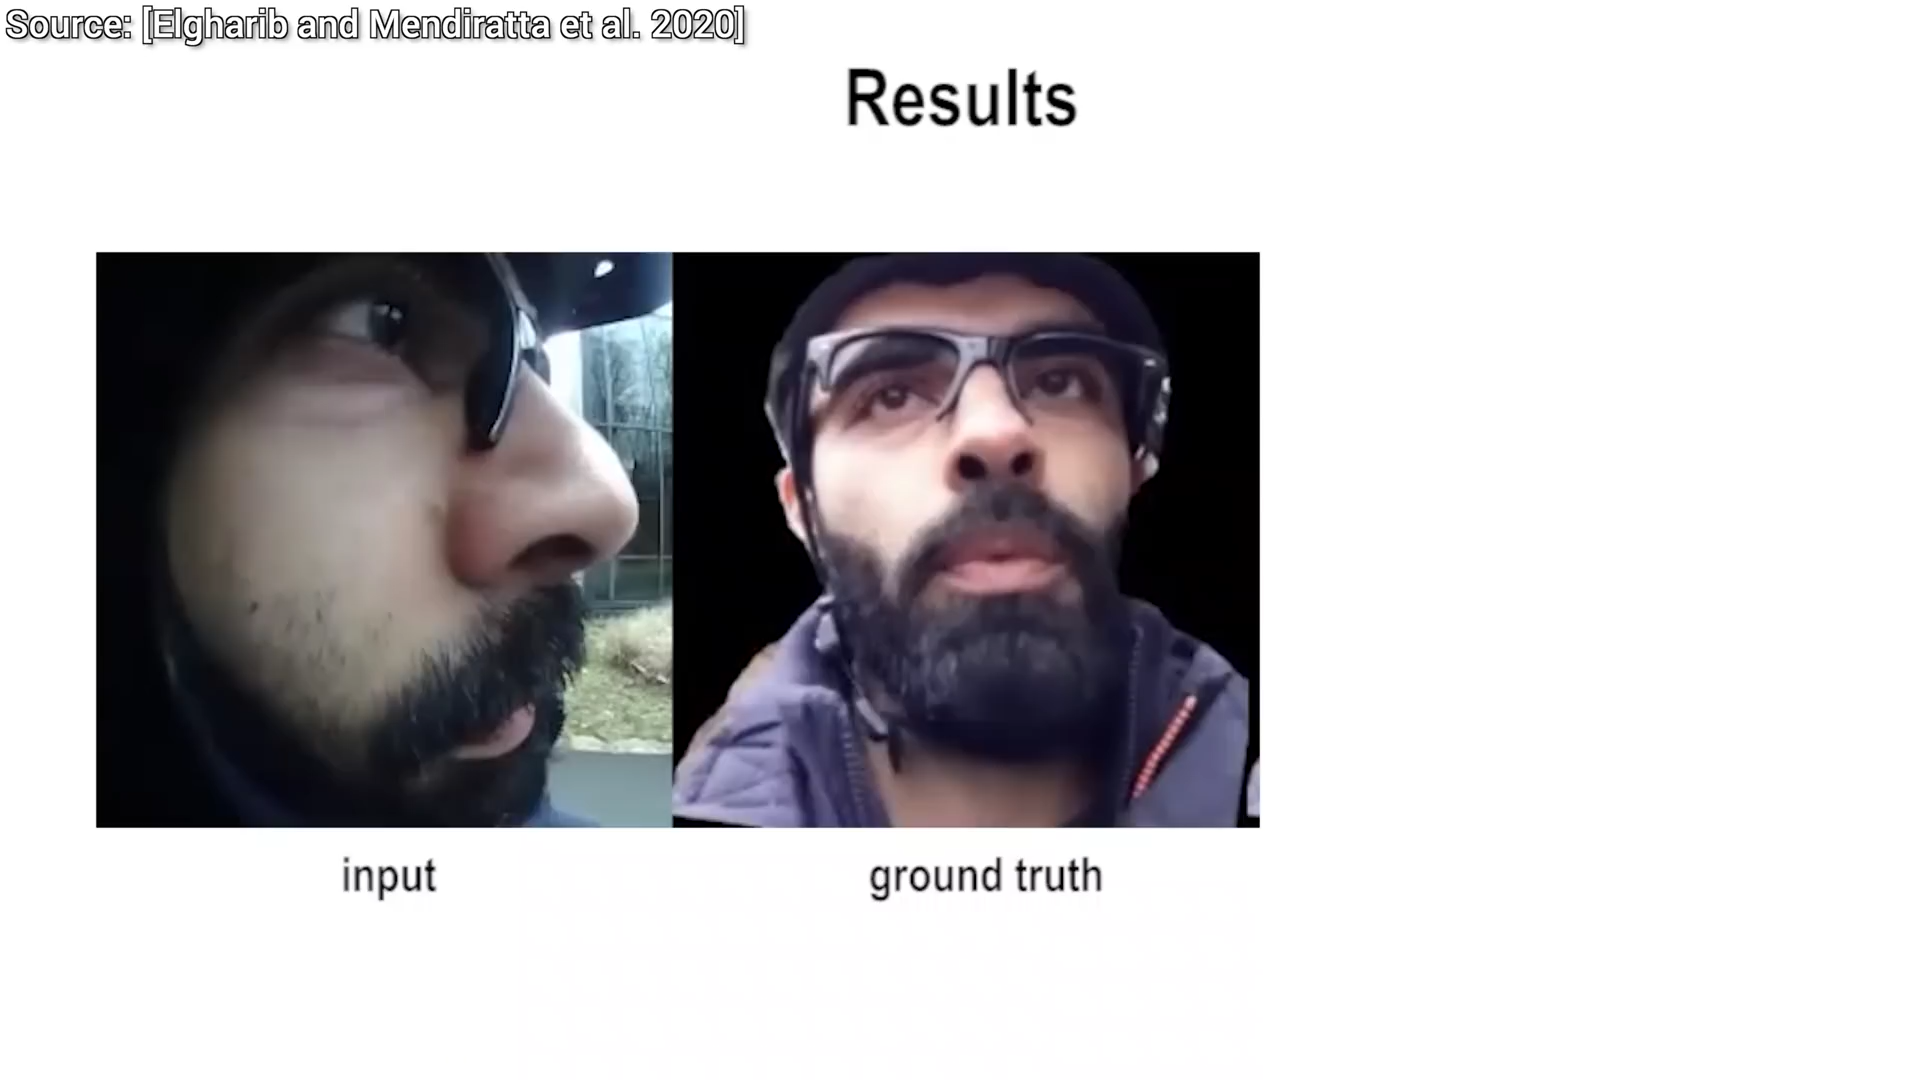 Source: [Elgharib and Mendiratta et al. 2020]
Results
input
ground truth